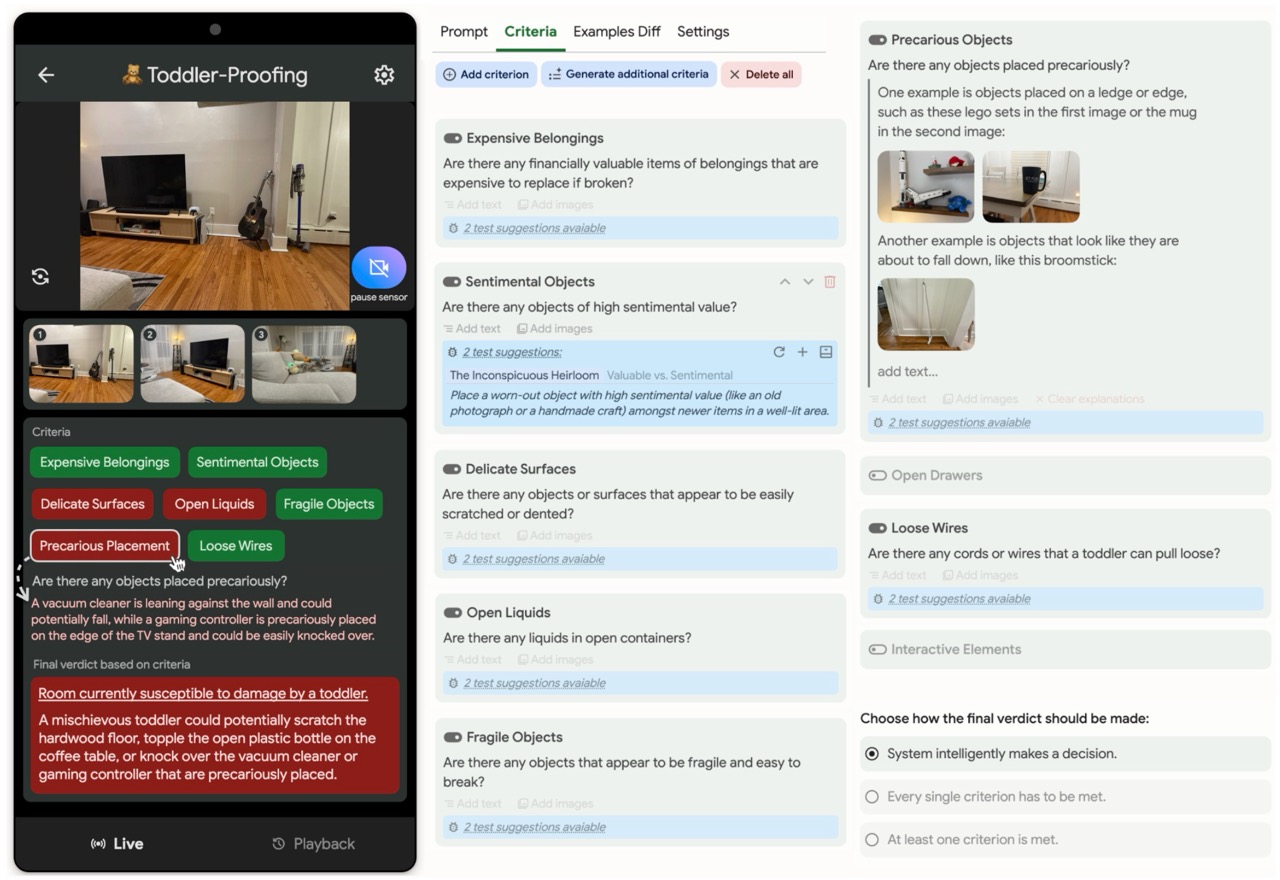 Toddler-Proofing
pause sensor
1
2
3
Criteria
Expensive Belongings
Sentimental Objects
Delicate Surfaces
Open Liquids
Fragile Objects
Precarious Placement
Loose Wires
Are there any objects placed precariously?
A vacuum cleaner is leaning against the wall and could
potentially fall, while a gaming controller is precariously placed
on the edge of the TV stand and could be easily knocked over.
Final verdict based on criteria
Room currently susceptible to damage by a toddler.
A mischievous toddler could potentially scratch the
hardwood floor, topple the open plastic bottle on the
coffee table, or knock over the vacuum cleaner or
gaming controller that are precariously placed.
Live
Playback
Prompt
Criteria
Examples Diff
Settings
Add criterion
Generate additional criteria
Delete all
Expensive Belongings
Are there any financially valuable items of belongings that are
expensive to replace if broken?
Add text
Add images
2 test suggestions avaiable
Sentimental Objects
Are there any objects of high sentimental value?
Add text
Add images
2 test suggestions:
The Inconspicuous Heirloom
Valuable vs. Sentimental
Place a worn-out object with high sentimental value (like an old
photograph or a handmade craft) amongst newer items in a well-lit area.
Delicate Surfaces
Are there any objects or surfaces that appear to be easily
scratched or dented?
Add text
Add images
2 test suggestions avaiable
Open Liquids
Are there any liquids in open containers?
Add text
Add images
2 test suggestions avaiable
Fragile Objects
Are there any objects that appear to be fragile and easy to
break?
Add text
Add images
2 test suggestions avaiable
Precarious Objects
Are there any objects placed precariously?
One example is objects placed on a ledge or edge,
such as these lego sets in the first image or the mug
in the second image:
Another example is objects that look like they are
about to fall down, like this broomstick:
add text...
Add text
Add images
Clear explanations
2 test suggestions avaiable
Open Drawers
Loose Wires
Are there any cords or wires that a toddler can pull loose?
Add text
Add images
2 test suggestions avaiable
Interactive Elements
Choose how the final verdict should be made:
System intelligently makes a decision.
Every single criterion has to be met.
At least one criterion is met.